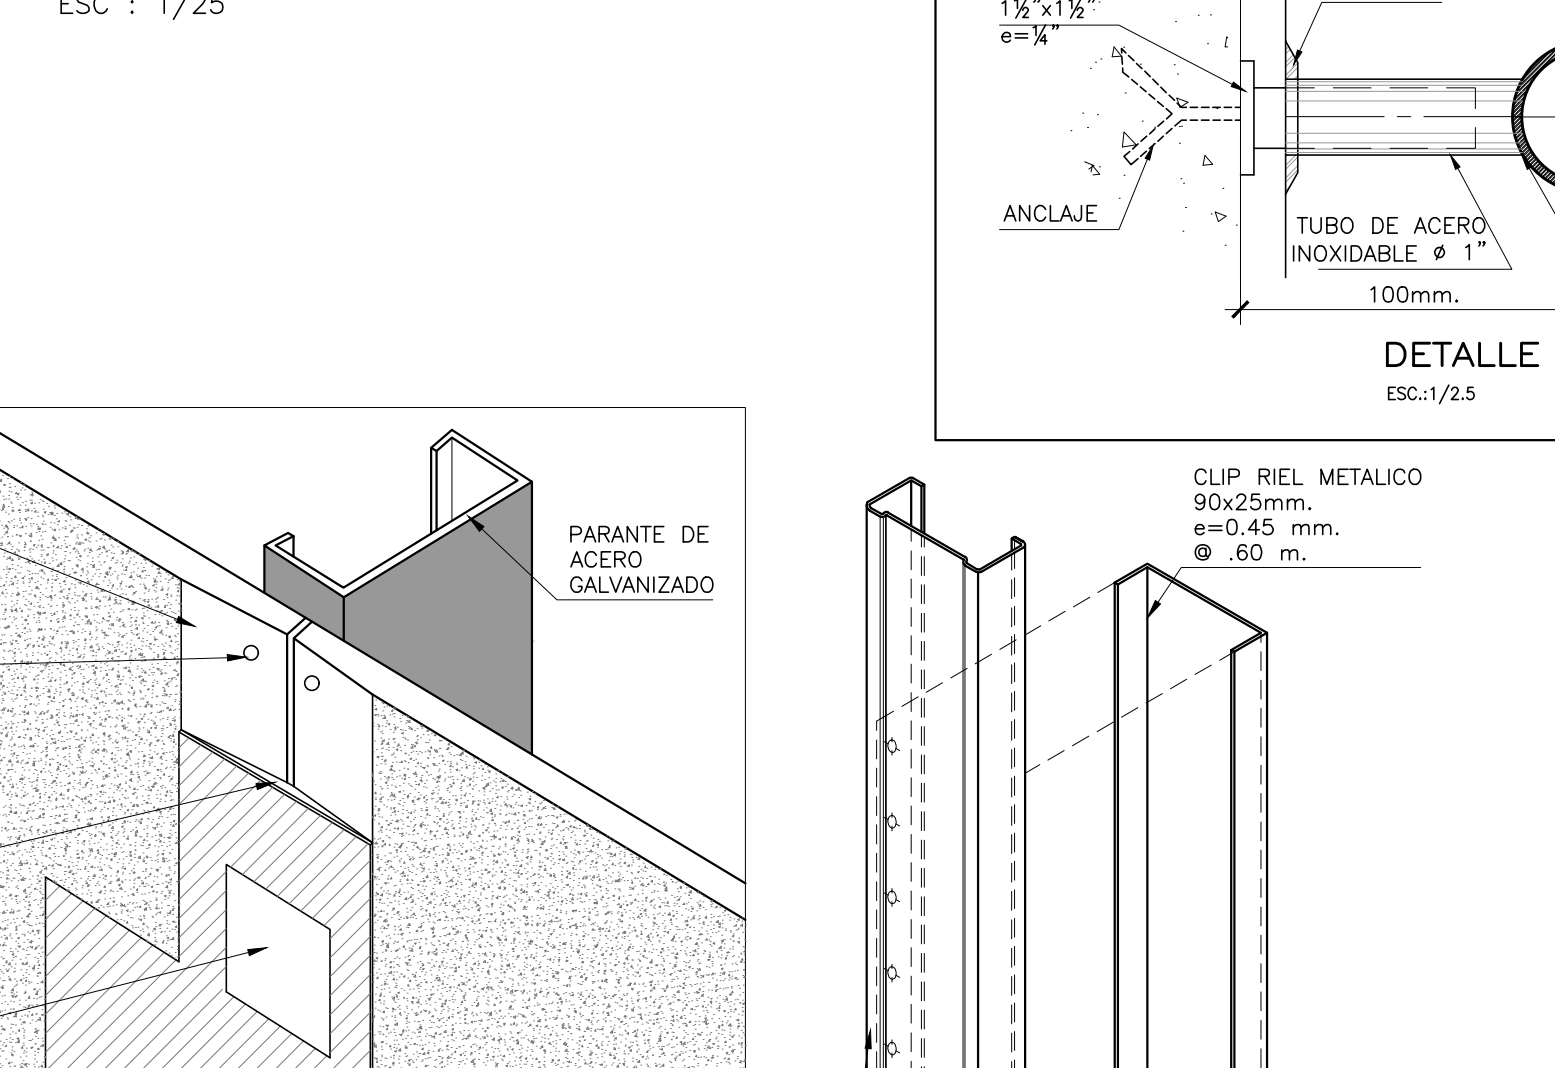 ESC : 1/25
1½"x1½"
e=¼"
ANCLAJE
TUBO DE ACERO
INOXIDABLE ø 1"
100mm.
DETALLE
ESC.:1/2.5
PARANTE DE
ACERO
GALVANIZADO
CLIP RIEL METALICO
90x25mm.
e=0.45 mm.
@ .60 m.